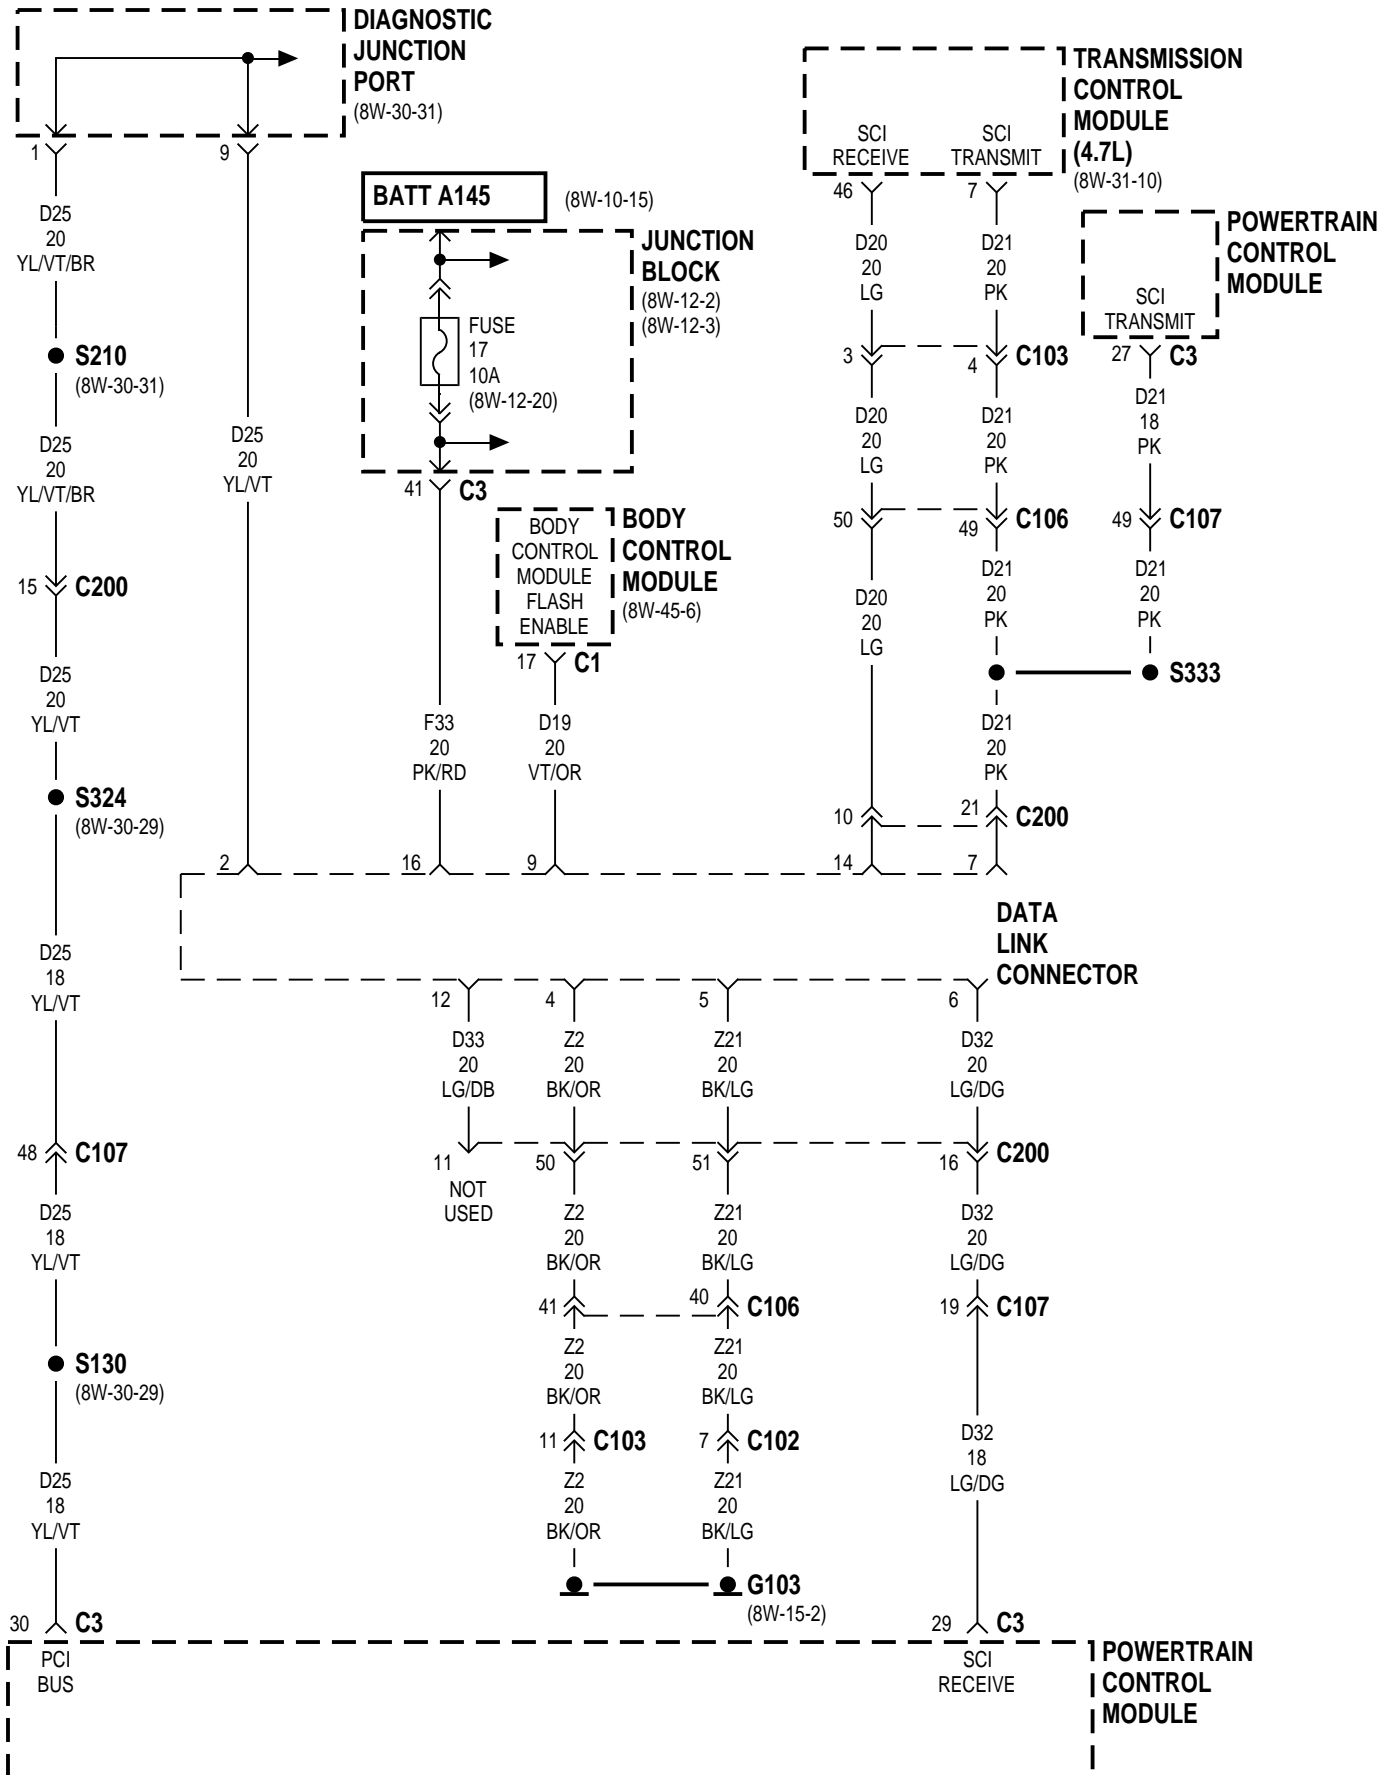 DIAGNOSTIC
JUNCTION
PORT
(8W-30-31)
1
9
D25
20
YL/VT/BR
S210
(8W-30-31)
D25
20
YL/VT/BR
15
C200
D25
20
YL/VT
S324
(8W-30-29)
D25
18
YL/VT
48
C107
D25
18
YL/VT
S130
(8W-30-29)
D25
18
YL/VT
30
C3
PCI
BUS
D25
20
YL/VT
2
BATT A145
(8W-10-15)
JUNCTION
BLOCK
(8W-12-2)
(8W-12-3)
FUSE
17
10A
(8W-12-20)
41
C3
F33
20
PK/RD
16
BODY
CONTROL
MODULE
FLASH
ENABLE
BODY
CONTROL
MODULE
(8W-45-6)
17
C1
D19
20
VT/OR
9
TRANSMISSION
CONTROL
MODULE
(4.7L)
(8W-31-10)
SCI
RECEIVE
SCI
TRANSMIT
46
7
D20
20
LG
D21
20
PK
3
4
C103
D20
20
LG
D21
20
PK
50
49
C106
D20
20
LG
D21
20
PK
POWERTRAIN
CONTROL
MODULE
SCI
TRANSMIT
27
C3
D21
18
PK
49
C107
D21
20
PK
S333
D21
20
PK
10
21
C200
14
7
DATA
LINK
CONNECTOR
12
4
5
6
D33
20
LG/DB
Z2
20
BK/OR
Z21
20
BK/LG
D32
20
LG/DG
11
50
51
16
C200
NOT
USED
Z2
20
BK/OR
Z21
20
BK/LG
D32
20
LG/DG
41
40
C106
19
C107
Z2
20
BK/OR
Z21
20
BK/LG
11
C103
7
C102
Z2
20
BK/OR
Z21
20
BK/LG
D32
18
LG/DG
G103
(8W-15-2)
29
C3
SCI
RECEIVE
POWERTRAIN
CONTROL
MODULE